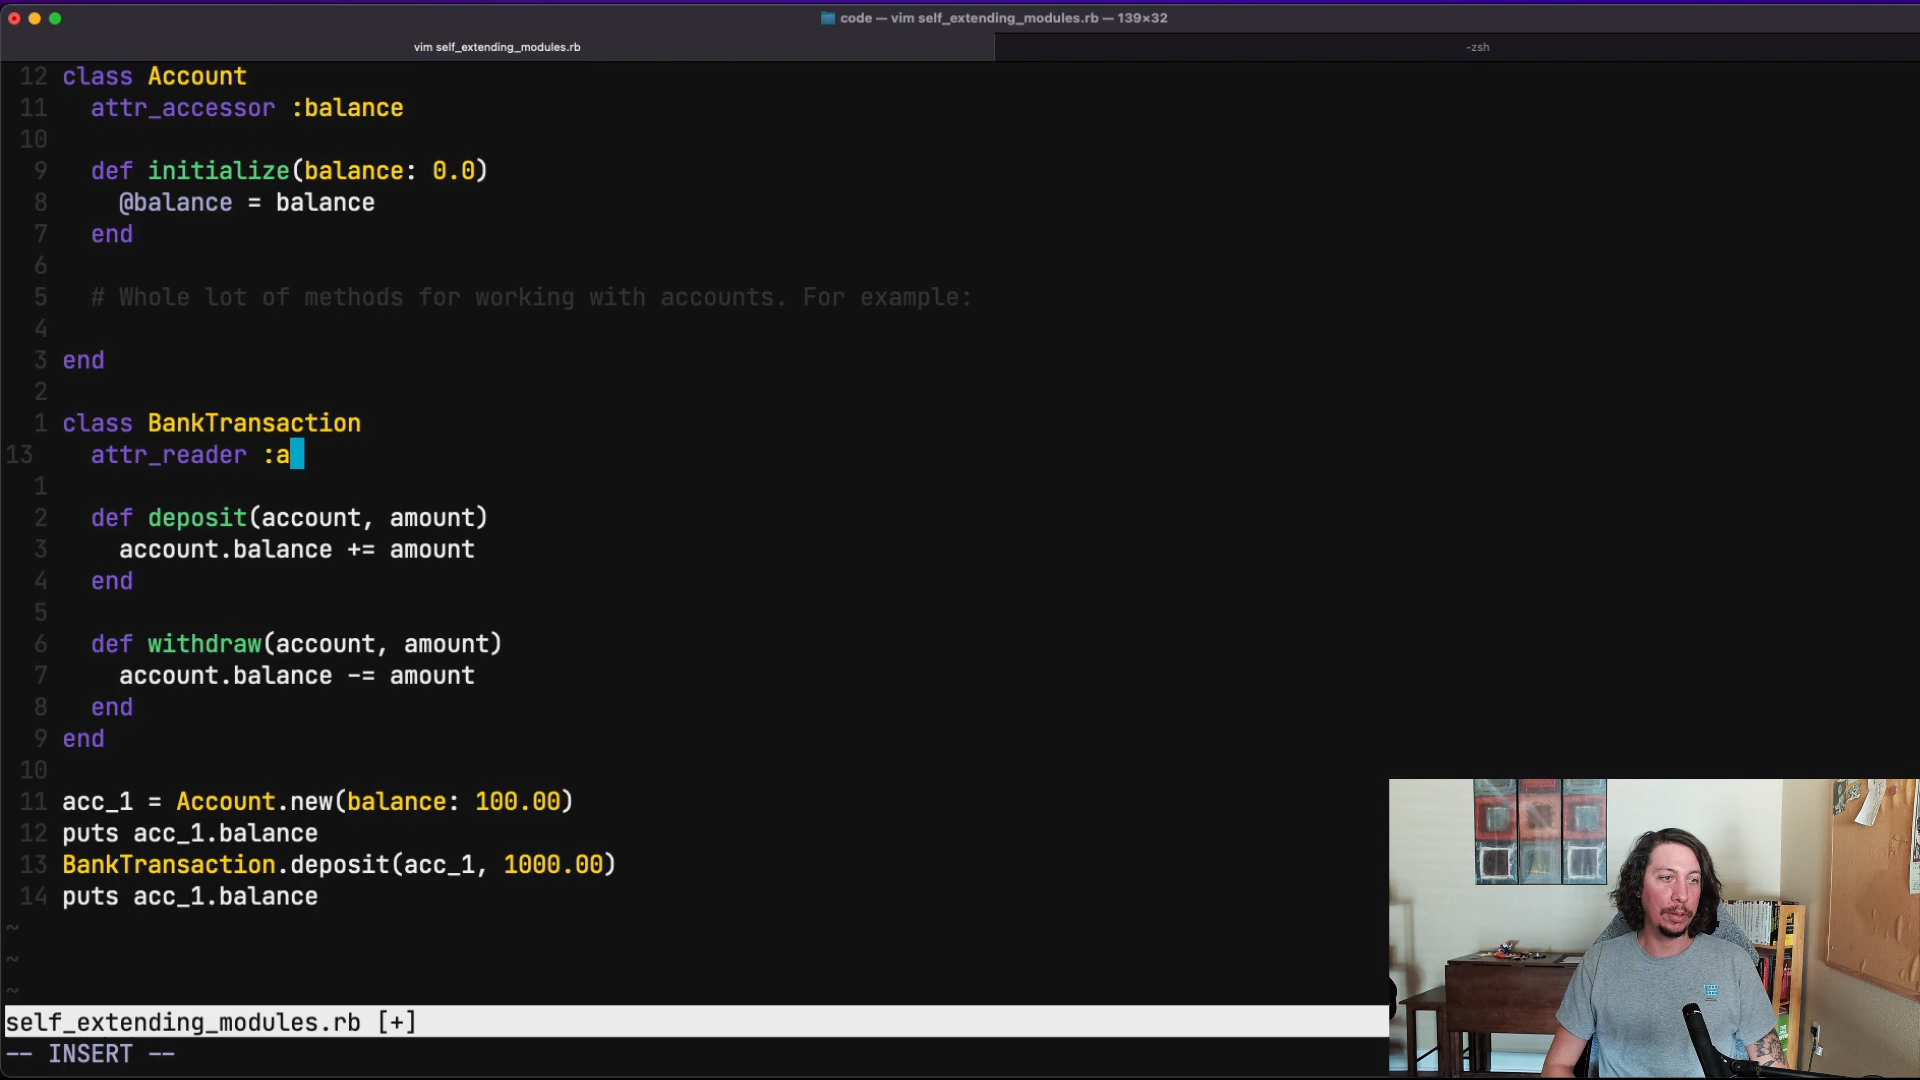 code — vim self_extending_modules.rb — 139×32
vim self_extending_modules.rb
-zsh
12 class Account
11   attr_accessor :balance
10
9   def initialize(balance: 0.0)
8     @balance = balance
7   end
6
5   # Whole lot of methods for working with accounts. For example:
4
3 end
2
1 class BankTransaction
13   attr_reader :a
1
2   def deposit(account, amount)
3     account.balance += amount
4   end
5
6   def withdraw(account, amount)
7     account.balance -= amount
8   end
9 end
10
11 acc_1 = Account.new(balance: 100.00)
12 puts acc_1.balance
13 BankTransaction.deposit(acc_1, 1000.00)
14 puts acc_1.balance
~
~
~
self_extending_modules.rb [+]
-- INSERT --